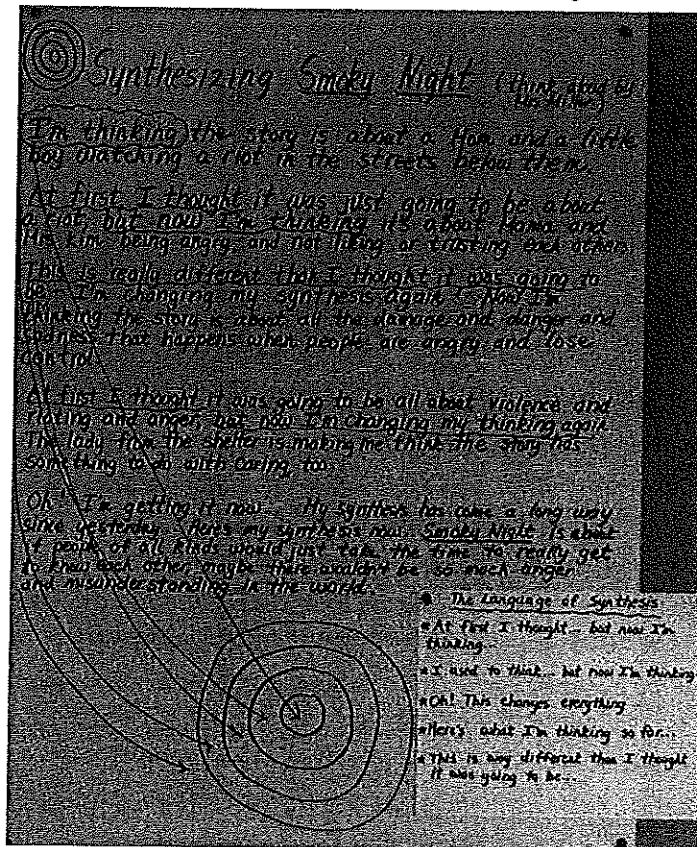 Synthesizing Smoky Night (Think along by
I'm thinking the story is about a Mom and a little
boy watching a riot in the streets below them.
At first I thought it was just going to be about
a riot, but now I'm thinking it's about Mama and
Mrs. Kim being angry and not liking or trusting each other.
This is really different than I thought it was going to
be. I'm changing my synthesis again! Now I'm
thinking the story is about all the damage and danger and
sadness that happens when people are angry and lose
control.
At first I thought it was going to be all about violence and
rioting and anger, but now I'm changing my thinking again.
The lady from the shelter is making me think the story has
something to do with caring, too.
Oh! I'm getting it now... My synthesis has come a long way
since yesterday. Here's my synthesis now: Smoky Night is about
if people of all kinds would just take the time to really get
to know each other, maybe there wouldn't be so much anger
and misunderstanding in the world.
The Language of Synthesis
• At first I thought... but now I'm
thinking...
• I used to think... but now I'm thinking
• Oh! This changes everything
• Here's what I'm thinking so far...
• This is way different than I thought
it was going to be...